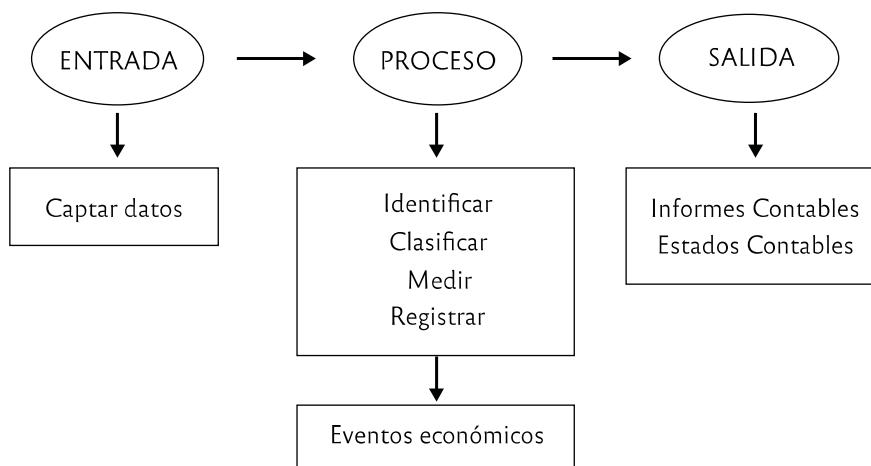 ENTRADA
PROCESO
SALIDA
Captar datos
Identificar
Clasificar
Medir
Registrar
Informes Contables
Estados Contables
Eventos económicos